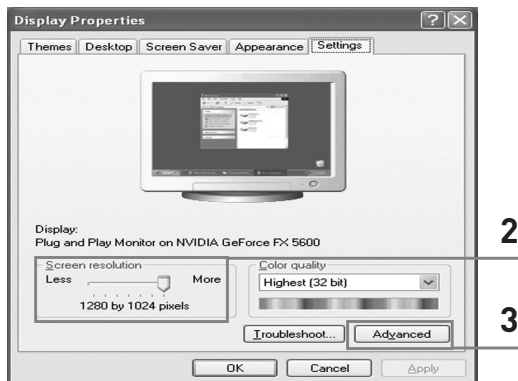 Display Properties
Themes Desktop Screen Saver Appearance Settings
Display:
Plug and Play Monitor on NVIDIA GeForce FX 5600
Screen resolution
Less More
1280 by 1024 pixels
Color quality
Highest (32 bit)
2
Troubleshoot... Advanced
3
OK Cancel Apply